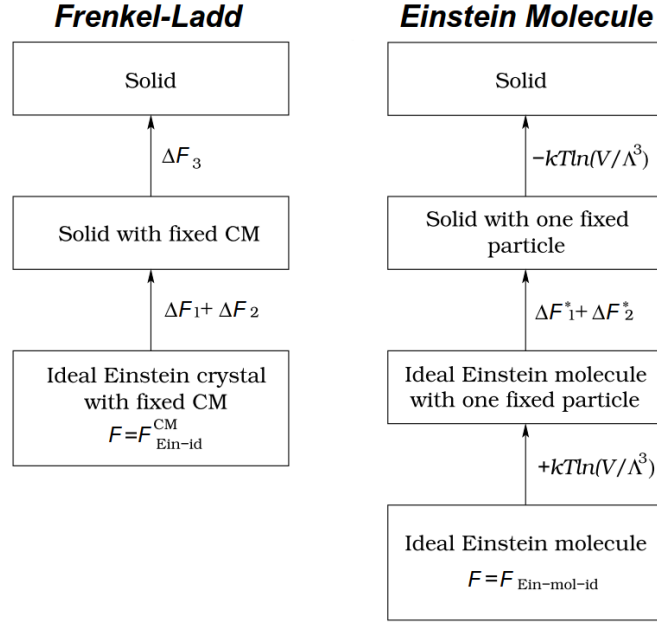 Frenkel-Ladd
Solid
ΔF₃
Solid with fixed CM
ΔF₁+ ΔF₂
Ideal Einstein crystal
with fixed CM
F=F^CM_Ein−id
Einstein Molecule
Solid
−kTln(V/Λ³)
Solid with one fixed
particle
ΔF*₁+ ΔF*₂
Ideal Einstein molecule
with one fixed particle
+kTln(V/Λ³)
Ideal Einstein molecule
F=F_Ein−mol−id